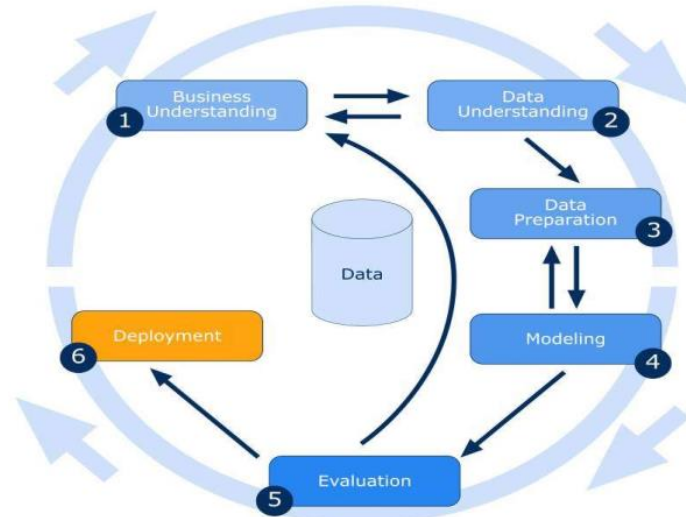 Business
Understanding
1
Data
Understanding
2
Data
Preparation
3
Data
Deployment
6
Modeling
4
Evaluation
5